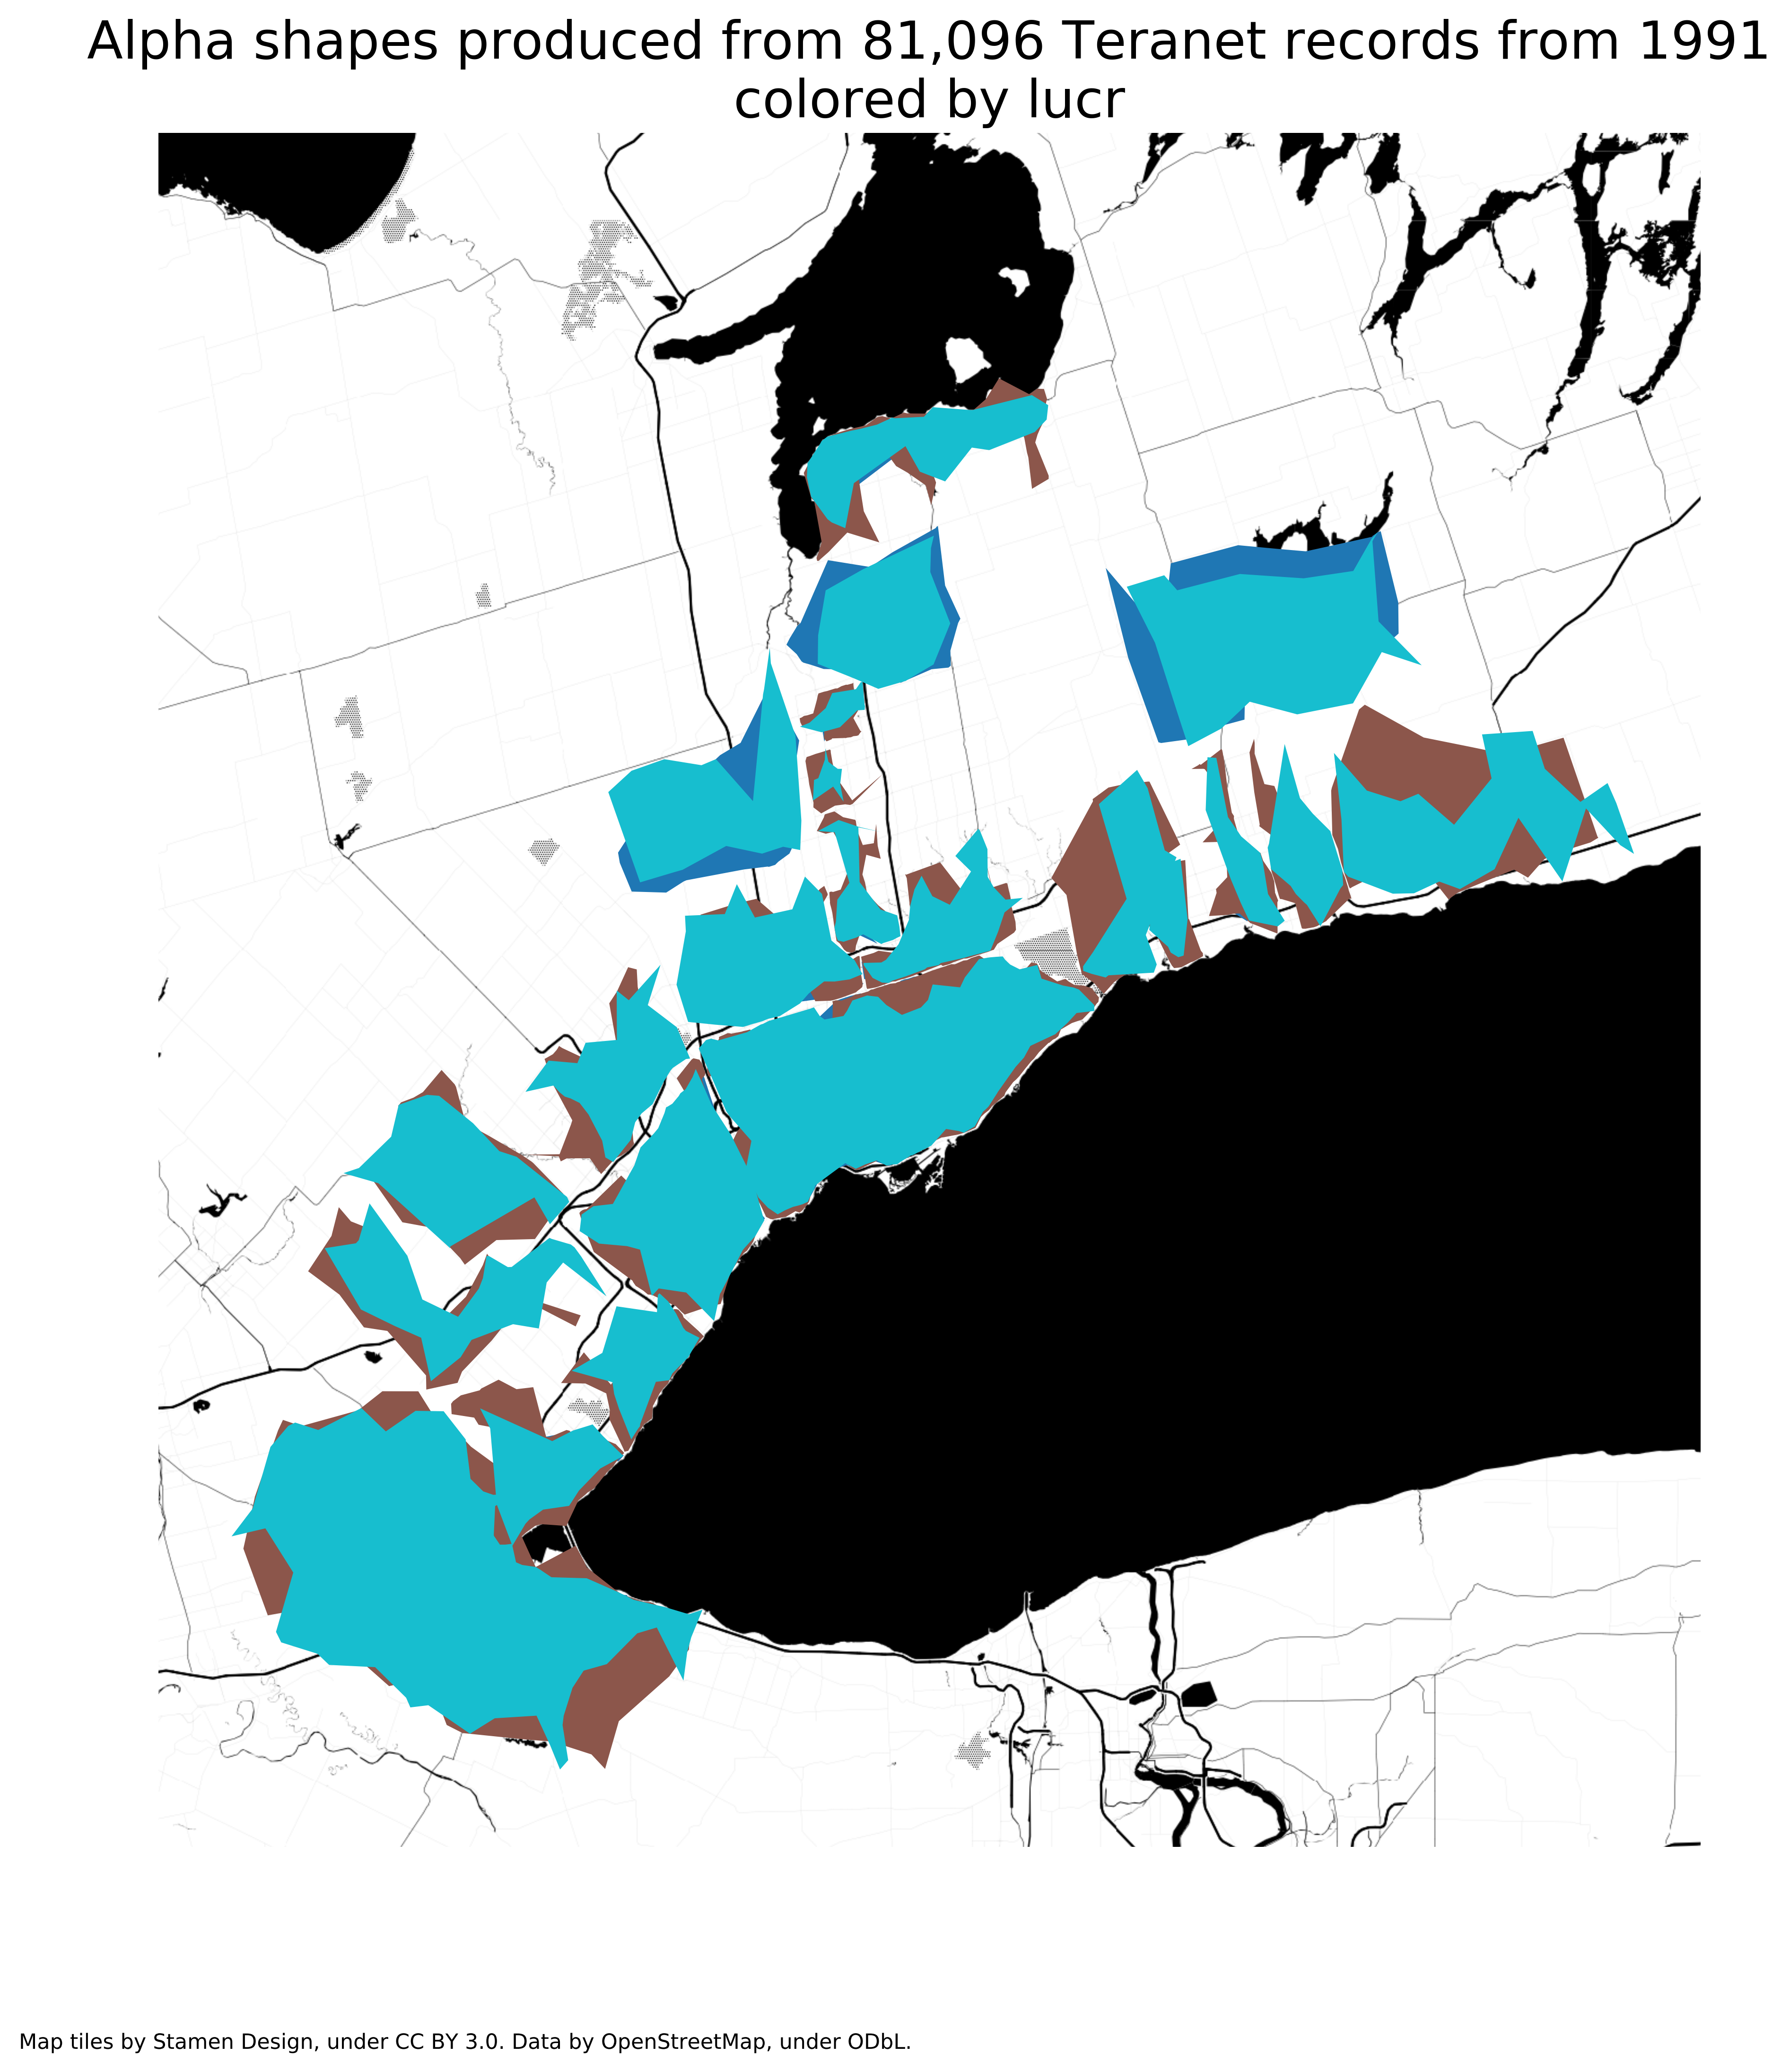 Alpha shapes produced from 81,096 Teranet records from 1991
colored by lucr
Map tiles by Stamen Design, under CC BY 3.0. Data by OpenStreetMap, under ODbL.